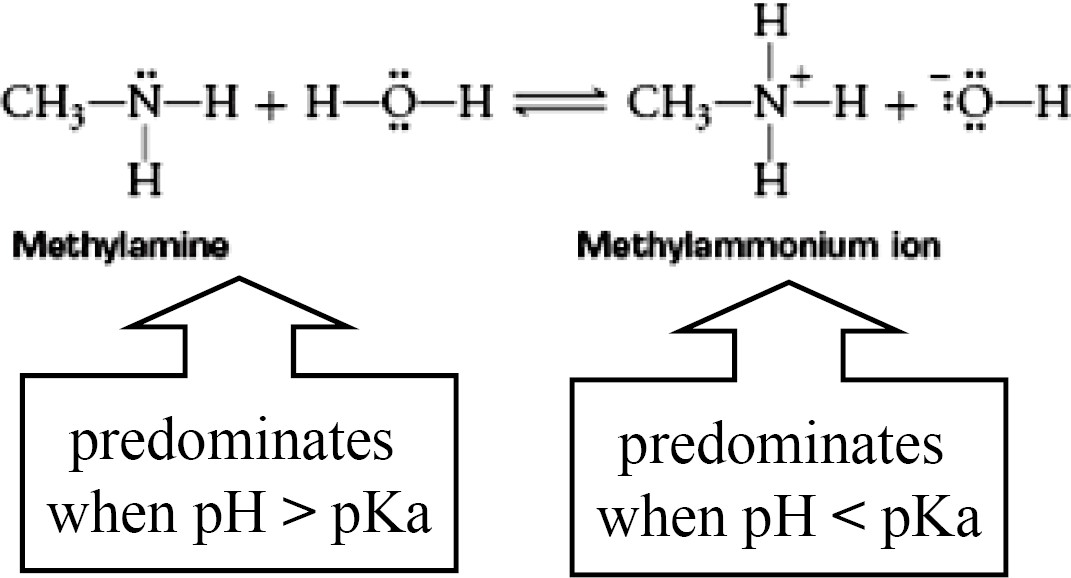 H H
CH₃—N̈—H + H—Ö—H ⇌ CH₃—N⁺—H + ⁻:Ö—H
H H
Methylamine Methylammonium ion
predominates
when pH > pKa
predominates
when pH < pKa